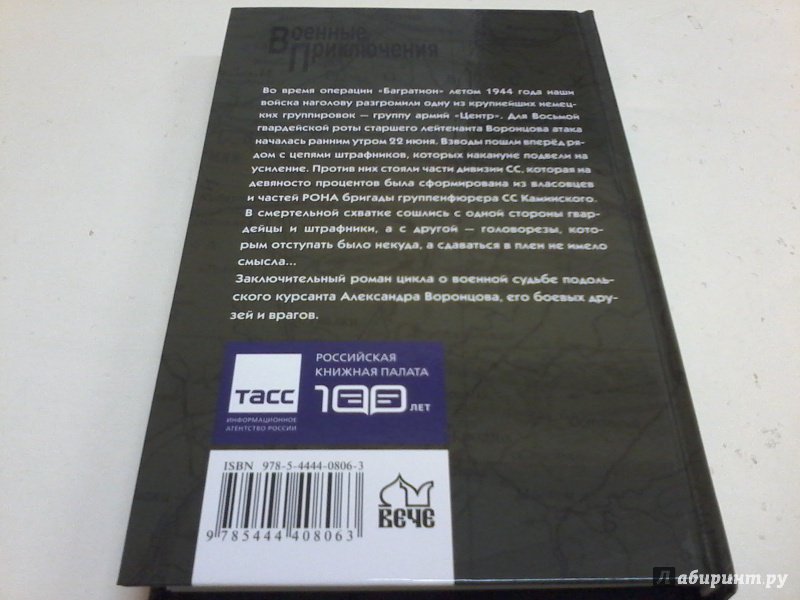 Военные
Приключения
Во время операции «Багратион» летом 1944 года наши
войска наголову разгромили одну из крупнейших немец-
ких группировок — группу армий «Центр». Для Восьмой
гвардейской роты старшего лейтенанта Воронцова атака
началась ранним утром 22 июня. Взводы пошли вперёд ря-
дом с цепями штрафников, которых накануне подвели на
усиление. Против них стояли части дивизии СС, которая на
девяносто процентов была сформирована из власовцев
и частей РОНА бригады группенфюрера СС Каминского.
В смертельной схватке сошлись с одной стороны гвар-
дейцы и штрафники, а с другой — головорезы, кото-
рым отступать было некуда, а сдаваться в плен не имело
смысла...
Заключительный роман цикла о военной судьбе подоль-
ского курсанта Александра Воронцова, его боевых дру-
зей и врагов.
ТАСС
ИНФОРМАЦИОННОЕ
АГЕНТСТВО РОССИИ
РОССИЙСКАЯ
КНИЖНАЯ ПАЛАТА
100 ЛЕТ
ISBN 978-5-4444-0806-3
9 785444 408063
ВЕЧЕ
Лабиринт.ру